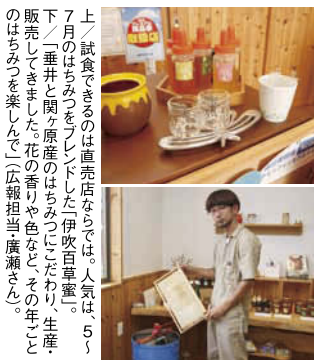 上／試食できるのは直売店ならでは。人気は、5〜
7月のはちみつをブレンドした「伊吹百草蜜」。
下／「垂井と関ヶ原産のはちみつにこだわり、生産・
販売してきました。花の香りや色など、その年ごと
のはちみつを楽しんで」（広報担当・廣瀬さん）。